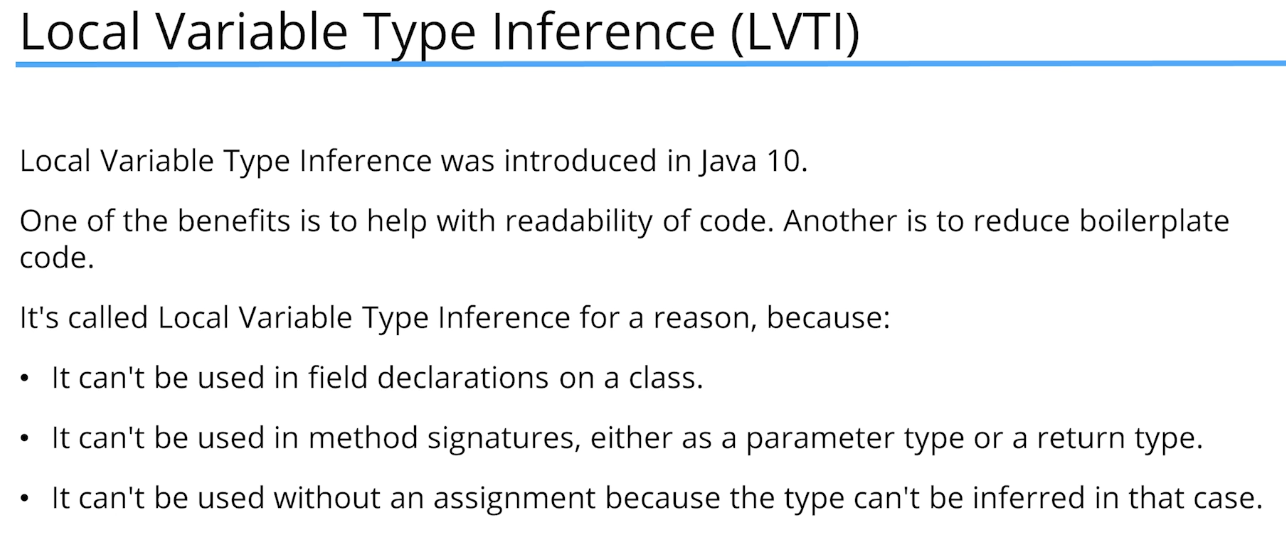 Local Variable Type Inference (LVTI)
Local Variable Type Inference was introduced in Java 10.
One of the benefits is to help with readability of code. Another is to reduce boilerplate
code.
It's called Local Variable Type Inference for a reason, because:
• It can't be used in field declarations on a class.
• It can't be used in method signatures, either as a parameter type or a return type.
• It can't be used without an assignment because the type can't be inferred in that case.